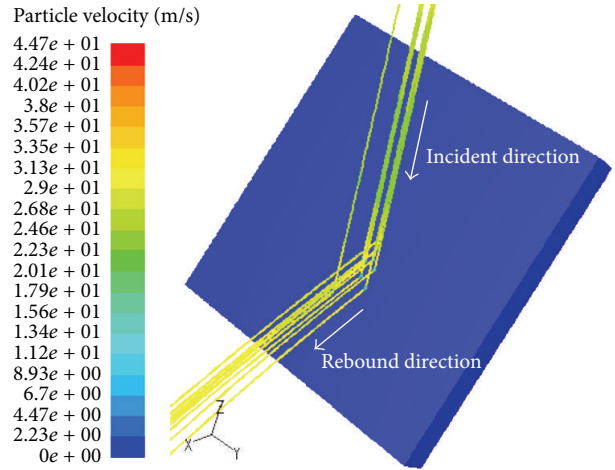 Particle velocity (m/s)
4.47e + 01
4.24e + 01
4.02e + 01
3.8e + 01
3.57e + 01
3.35e + 01
3.13e + 01
2.9e + 01
2.68e + 01
2.46e + 01
2.23e + 01
2.01e + 01
1.79e + 01
1.56e + 01
1.34e + 01
1.12e + 01
8.93e + 00
6.7e + 00
4.47e + 00
2.23e + 00
0e + 00
Incident direction
Rebound direction
Z
X
Y